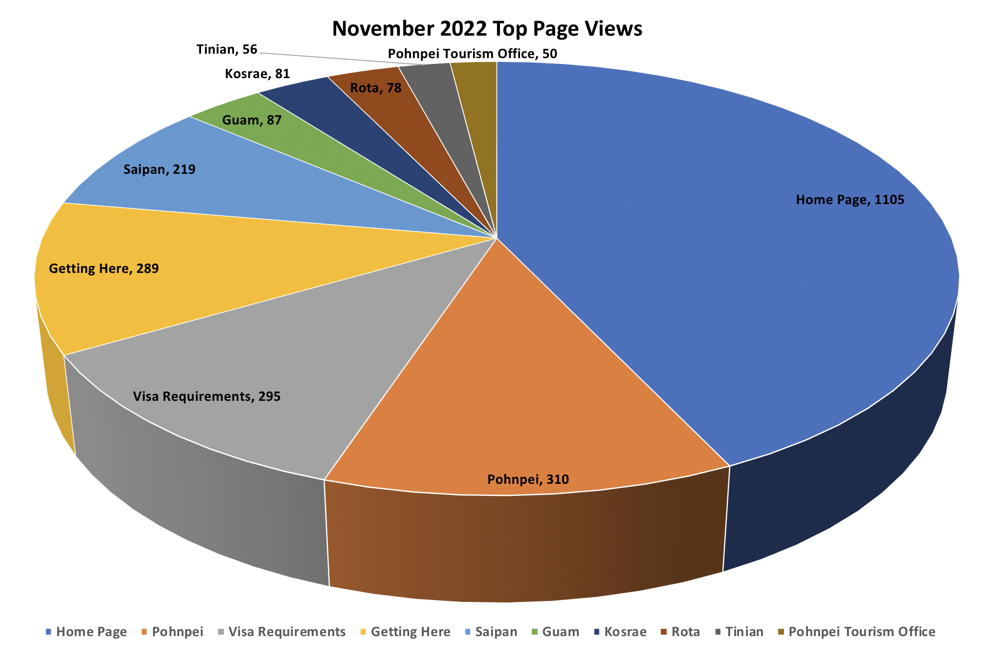 November 2022 Top Page Views
Tinian, 56
Pohnpei Tourism Office, 50
Kosrae, 81
Rota, 78
Guam, 87
Saipan, 219
Home Page, 1105
Getting Here, 289
Visa Requirements, 295
Pohnpei, 310
Home Page Pohnpei Visa Requirements Getting Here Saipan Guam Kosrae Rota Tinian Pohnpei Tourism Office